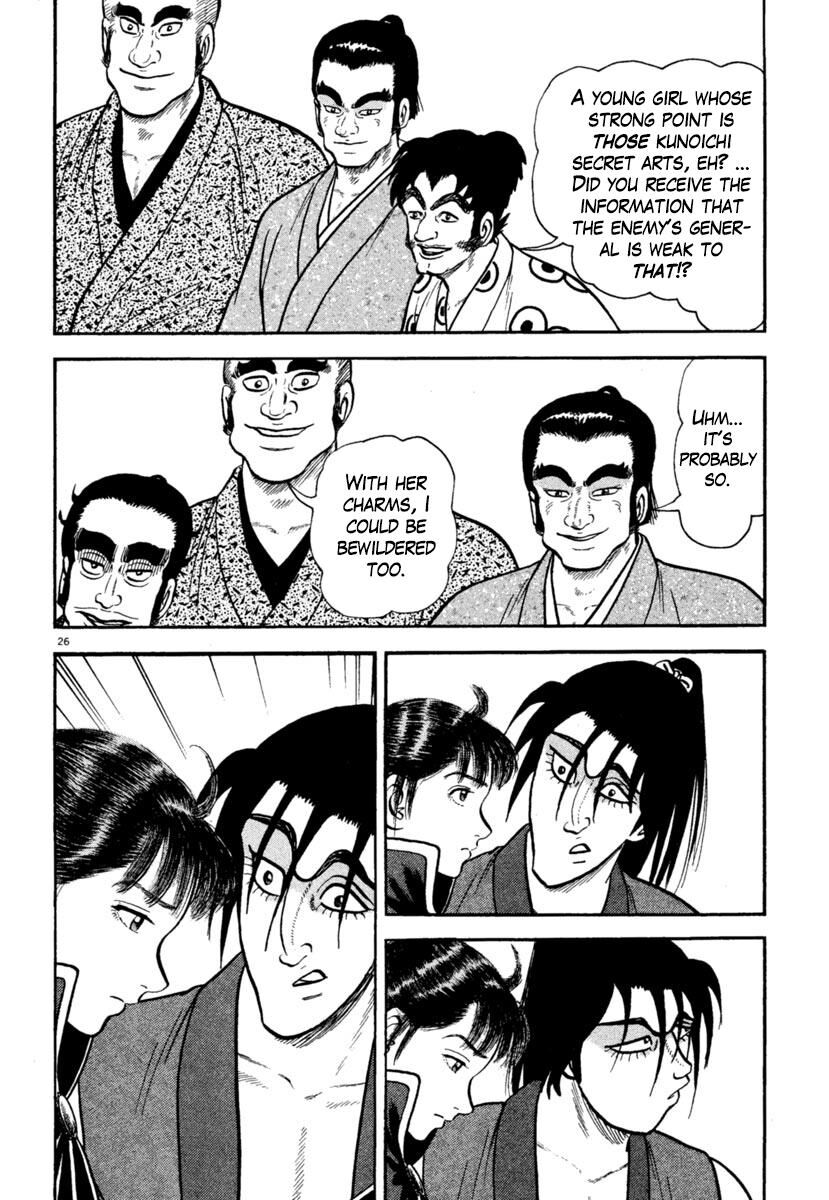 A YOUNG GIRL WHOSE
STRONG POINT IS
THOSE KUNOICHI
SECRET ARTS, EH? ...
DID YOU RECEIVE THE
INFORMATION THAT
THE ENEMY'S GENER-
AL IS WEAK TO
THAT!?
UHM...
IT'S
PROBABLY
SO.
WITH HER
CHARMS, I
COULD BE
BEWILDERED
TOO.
26